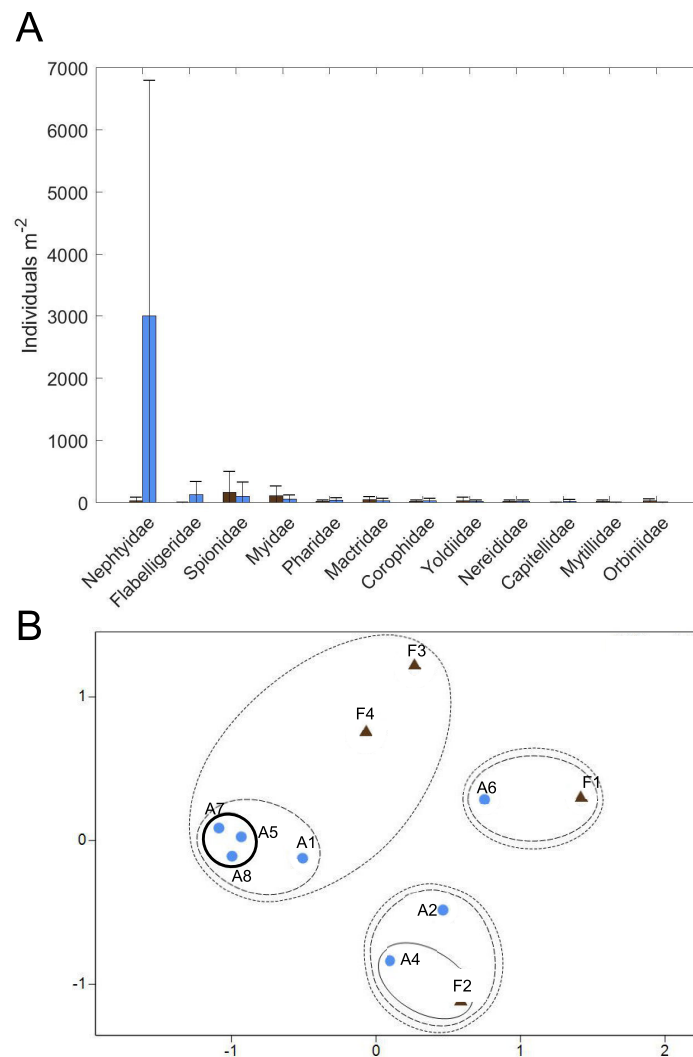 A
7000
6000
5000
4000
3000
2000
1000
0
Individuals m-2
Nephtyidae
Flabelligeridae
Spionidae
Myidae
Pharidae
Mactridae
Corophidae
Yoldiidae
Nereididae
Capitellidae
Mytillidae
Orbiniidae
B
F3
F4
1
A6
F1
A7
A5
A1
0
A8
A2
A4
F2
-1
-1 0 1 2